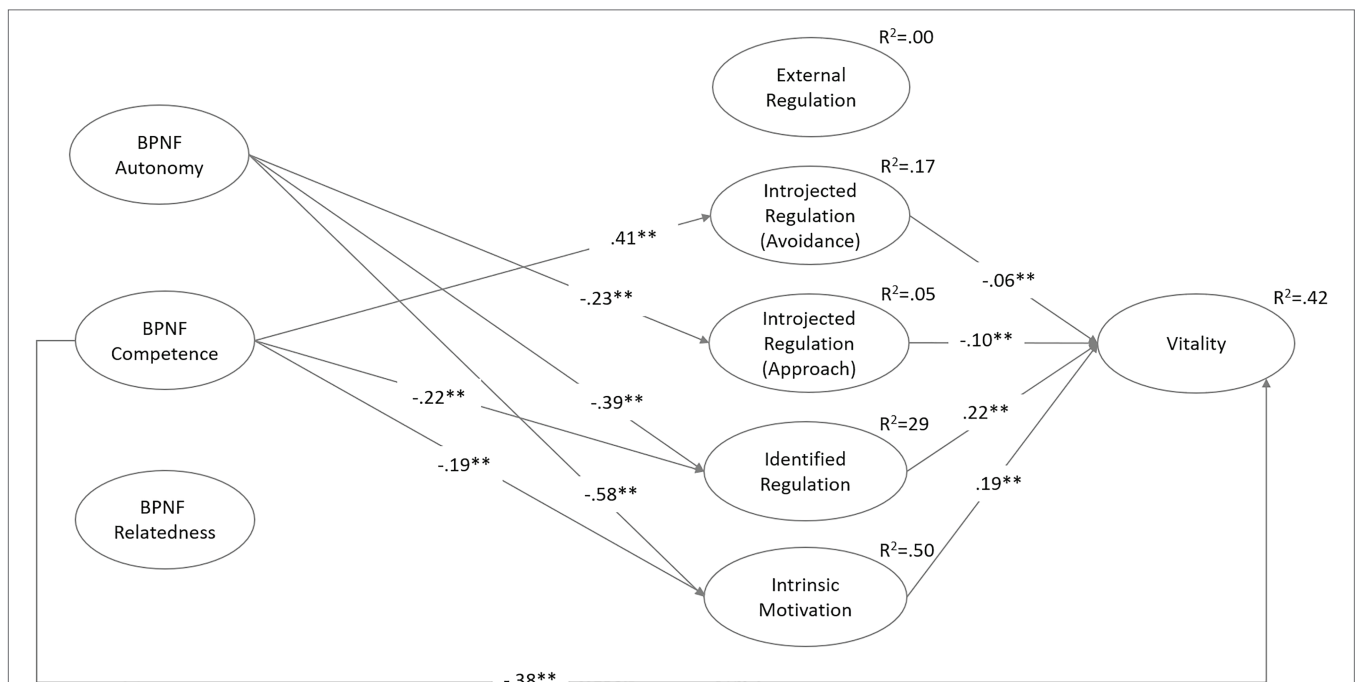 R²=.00
External
Regulation
BPNF
Autonomy
R²=.17
Introjected
Regulation
(Avoidance)
.41**
-.06**
-.23**
R²=.05
Introjected
Regulation
(Approach)
-.10**
R²=.42
Vitality
BPNF
Competence
-.22**
-.39**
R²=29
Identified
Regulation
.22**
-.19**
-.58**
.19**
BPNF
Relatedness
R²=.50
Intrinsic
Motivation
-.38**